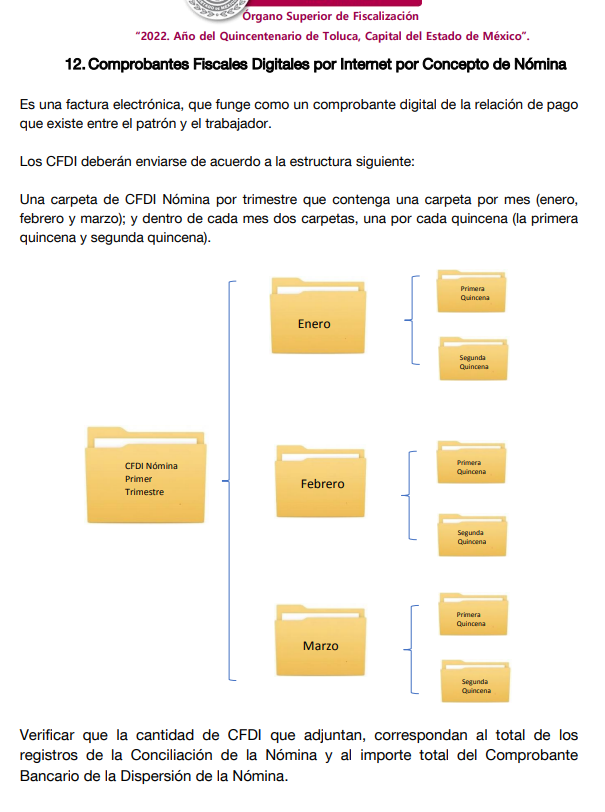 Órgano Superior de Fiscalización
"2022. Año del Quincentenario de Toluca, Capital del Estado de México".
12. Comprobantes Fiscales Digitales por Internet por Concepto de Nómina
Es una factura electrónica, que funge como un comprobante digital de la relación de pago
que existe entre el patrón y el trabajador.
Los CFDI deberán enviarse de acuerdo a la estructura siguiente:
Una carpeta de CFDI Nómina por trimestre que contenga una carpeta por mes (enero,
febrero y marzo); y dentro de cada mes dos carpetas, una por cada quincena (la primera
quincena y segunda quincena).
CFDI Nómina
Primer
Trimestre
Enero
Primera
Quincena
Segunda
Quincena
Febrero
Primera
Quincena
Segunda
Quincena
Marzo
Primera
Quincena
Segunda
Quincena
Verificar que la cantidad de CFDI que adjuntan, correspondan al total de los
registros de la Conciliación de la Nómina y al importe total del Comprobante
Bancario de la Dispersión de la Nómina.